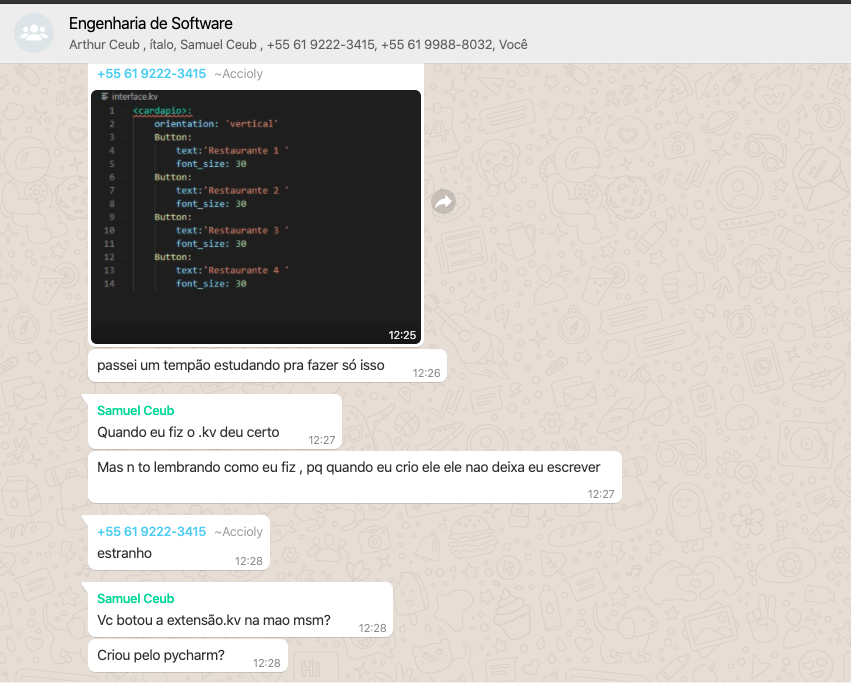 Engenharia de Software
Arthur Ceub , ítalo, Samuel Ceub , +55 61 9222-3415, +55 61 9988-8032, Você
+55 61 9222-3415 ~Accioly
interface.kv
1 <cardapio>:
2 orientation: 'vertical'
3 Button:
4 text:'Restaurante 1 '
5 font_size: 30
6 Button:
7 text:'Restaurante 2 '
8 font_size: 30
9 Button:
10 text:'Restaurante 3 '
11 font_size: 30
12 Button:
13 text:'Restaurante 4 '
14 font_size: 30
12:25
passei um tempão estudando pra fazer só isso 12:26
Samuel Ceub
Quando eu fiz o .kv deu certo 12:27
Mas n to lembrando como eu fiz , pq quando eu crio ele ele nao deixa eu escrever
12:27
+55 61 9222-3415 ~Accioly
estranho 12:28
Samuel Ceub
Vc botou a extensão.kv na mao msm? 12:28
Criou pelo pycharm? 12:28